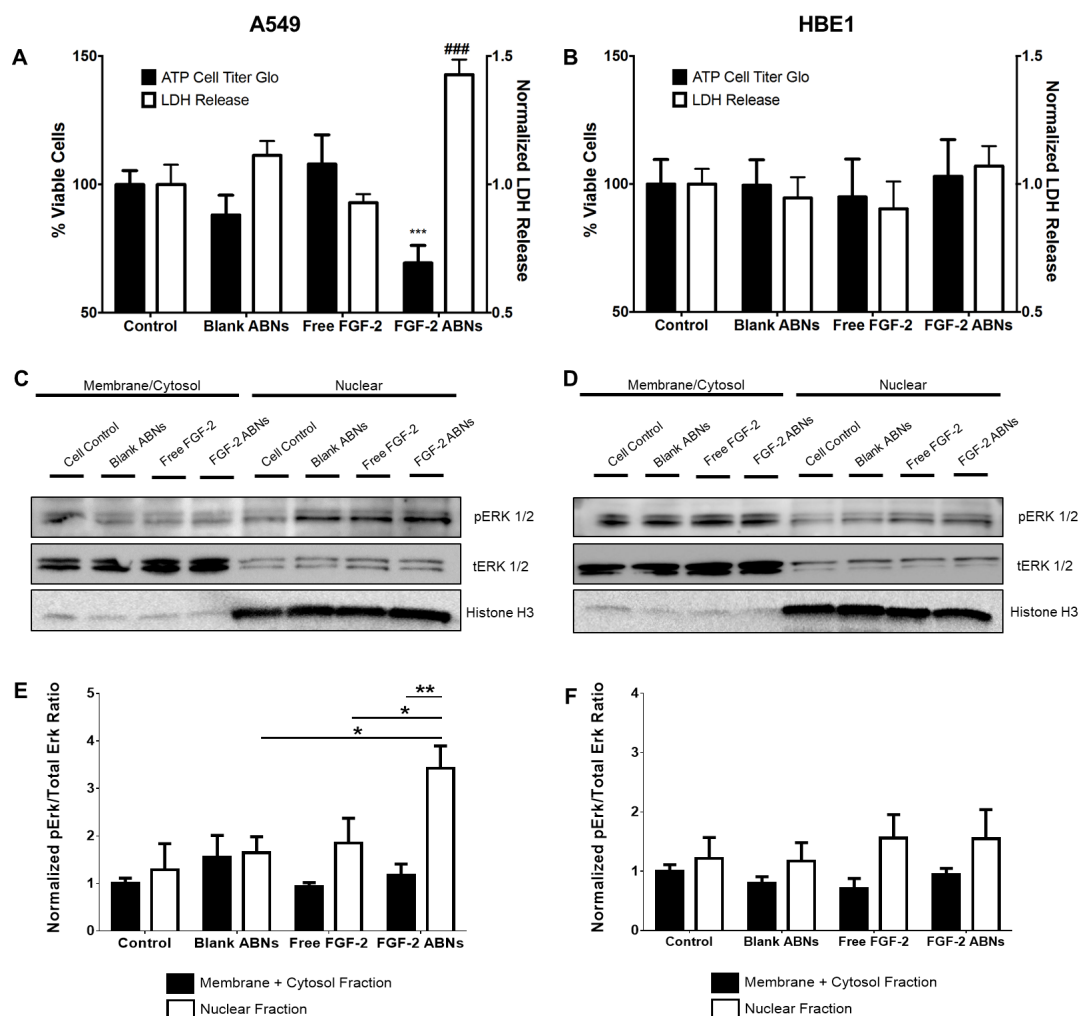 A549
HBE1
A
150
100
50
% Viable Cells
ATP Cell Titer Glo
LDH Release
***
###
1.5
1.0
0.5
Normalized LDH Release
Control Blank ABNs Free FGF-2 FGF-2 ABNs
B
150
100
50
% Viable Cells
ATP Cell Titer Glo
LDH Release
1.5
1.0
0.5
Normalized LDH Release
Control Blank ABNs Free FGF-2 FGF-2 ABNs
C
Membrane/Cytosol Nuclear
Cell Control Blank ABNs Free FGF-2 FGF-2 ABNs Cell Control Blank ABNs Free FGF-2 FGF-2 ABNs
pERK 1/2
tERK 1/2
Histone H3
D
Membrane/Cytosol Nuclear
Cell Control Blank ABNs Free FGF-2 FGF-2 ABNs Cell Control Blank ABNs Free FGF-2 FGF-2 ABNs
pERK 1/2
tERK 1/2
Histone H3
E
Normalized pErk/Total Erk Ratio
5
4
3
2
1
0
**
*
*
Control Blank ABNs Free FGF-2 FGF-2 ABNs
Membrane + Cytosol Fraction
Nuclear Fraction
F
Normalized pErk/Total Erk Ratio
4
3
2
1
0
Control Blank ABNs Free FGF-2 FGF-2 ABNs
Membrane + Cytosol Fraction
Nuclear Fraction